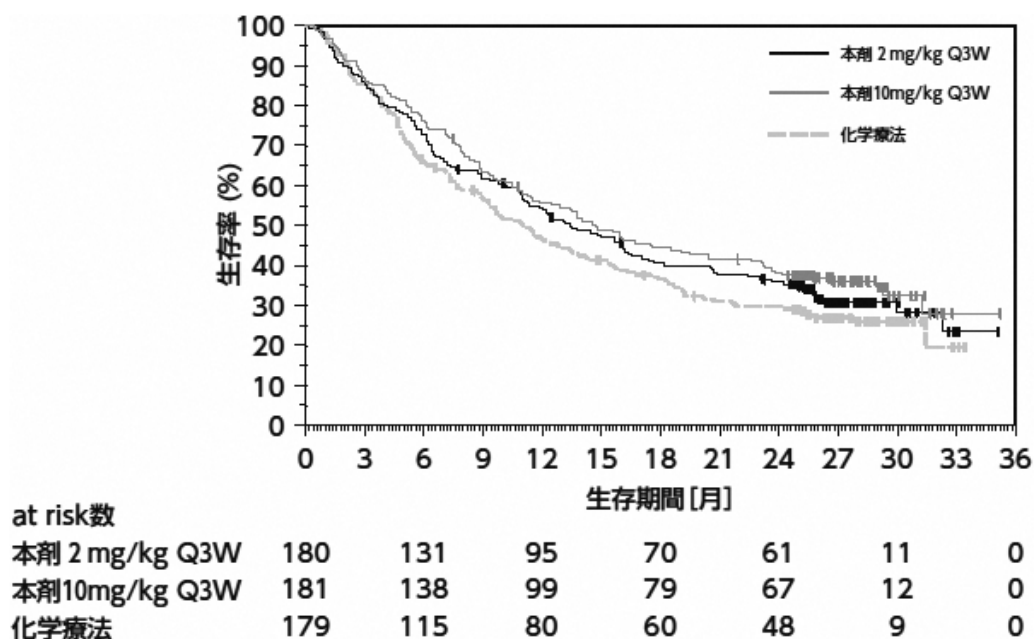 100
90
80
70
60
50
40
30
20
10
0
生存率 (%)
本剤 2 mg/kg Q3W
本剤10mg/kg Q3W
化学療法
0 3 6 9 12 15 18 21 24 27 30 33 36
生存期間 [月]
at risk数
本剤 2 mg/kg Q3W 180 131 95 70 61 11 0
本剤10mg/kg Q3W 181 138 99 79 67 12 0
化学療法 179 115 80 60 48 9 0